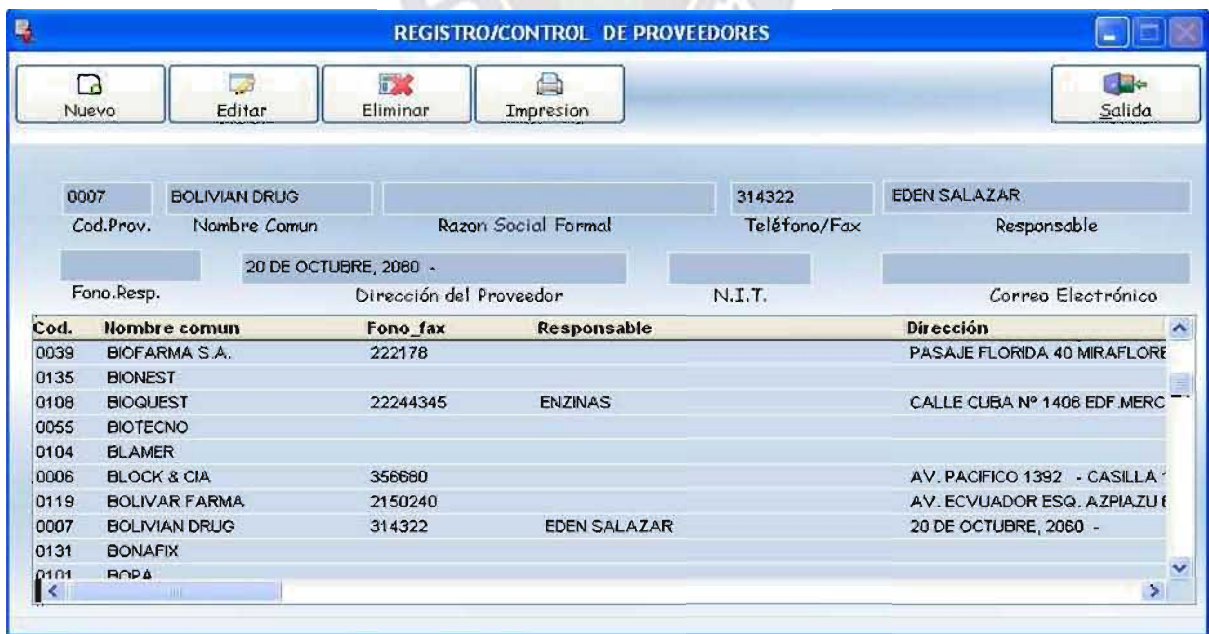 REGISTRO/CONTROL DE PROVEEDORES
Nuevo Editar Eliminar Impresion Salida
0007 BOLIVIAN DRUG 314322 EDEN SALAZAR
Cod.Prov. Nombre Comun Razon Social Formal Teléfono/Fax Responsable
20 DE OCTUBRE, 2060 -
Fono.Resp. Dirección del Proveedor N.I.T. Correo Electrónico
Cod. Nombre comun Fono_fax Responsable Dirección
0039 BIOFARMA S.A. 222178 PASAJE FLORIDA 40 MIRAFLORE
0135 BIONEST
0108 BIOQUEST 22244345 ENZINAS CALLE CUBA Nº 1406 EDF.MERC
0055 BIOTECNO
0104 BLAMER
0006 BLOCK & CIA 356680 AV. PACIFICO 1392 - CASILLA 1
0119 BOLIVAR FARMA 2150240 AV. ECVUADOR ESQ. AZPIAZU
0007 BOLIVIAN DRUG 314322 EDEN SALAZAR 20 DE OCTUBRE, 2060 -
0131 BONAFIX
0101 BOPA